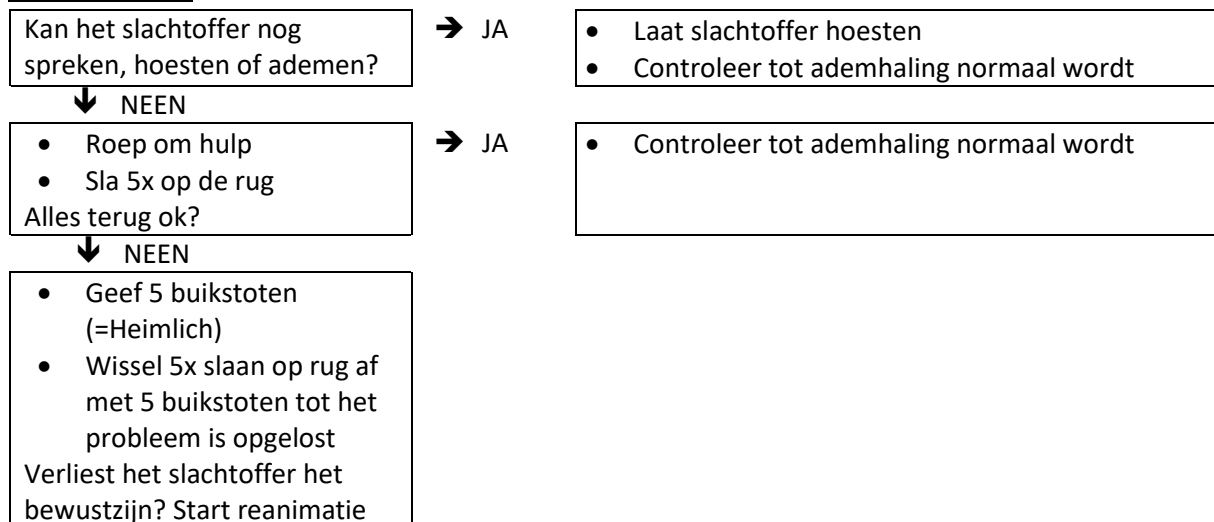 Kan het slachtoffer nog
spreken, hoesten of ademen?
➔ JA
• Laat slachtoffer hoesten
• Controleer tot ademhaling normaal wordt
🡻 NEEN
• Roep om hulp
• Sla 5x op de rug
Alles terug ok?
➔ JA
• Controleer tot ademhaling normaal wordt
🡻 NEEN
• Geef 5 buikstoten
(=Heimlich)
• Wissel 5x slaan op rug af
met 5 buikstoten tot het
probleem is opgelost
Verliest het slachtoffer het
bewustzijn? Start reanimatie